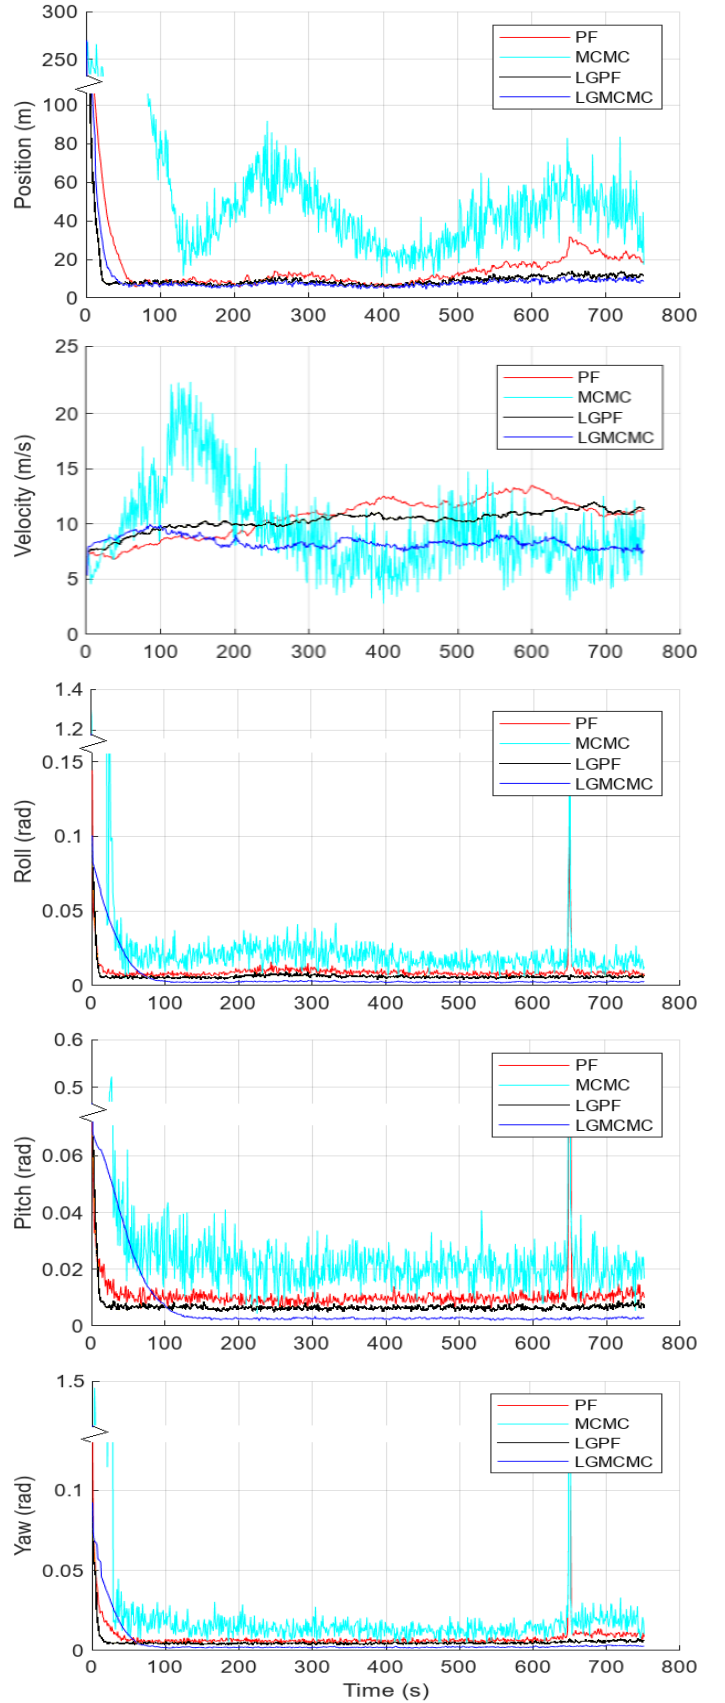 300
250
100
80
60
40
20
0
Position (m)
PF
MCMC
LGPF
LGMCMC
0 100 200 300 400 500 600 700 800
25
20
15
10
5
0
Velocity (m/s)
PF
MCMC
LGPF
LGMCMC
0 100 200 300 400 500 600 700 800
1.4
1.2
0.15
0.1
0.05
0
Roll (rad)
PF
MCMC
LGPF
LGMCMC
0 100 200 300 400 500 600 700 800
0.6
0.5
0.06
0.04
0.02
0
Pitch (rad)
PF
MCMC
LGPF
LGMCMC
0 100 200 300 400 500 600 700 800
1.5
0.1
0.05
0
Yaw (rad)
PF
MCMC
LGPF
LGMCMC
0 100 200 300 400 500 600 700 800
Time (s)